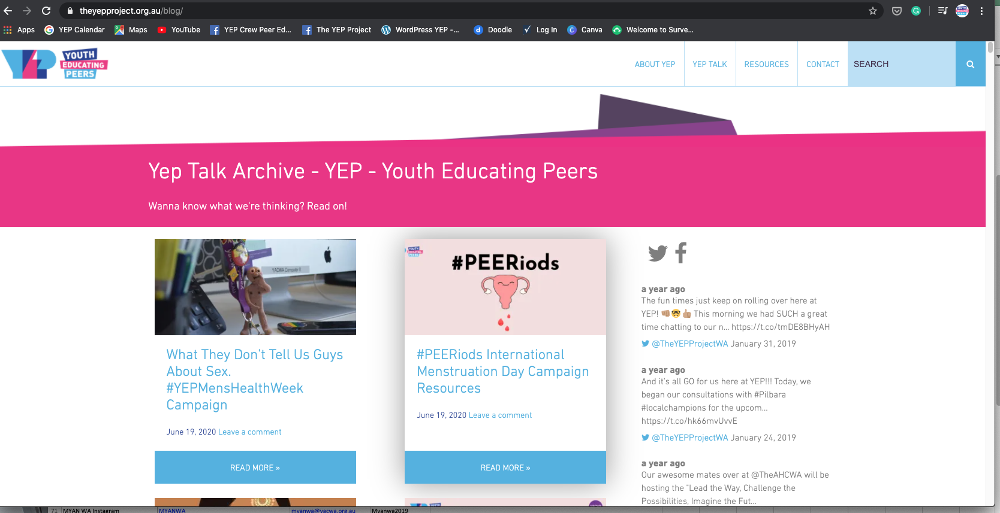 theyepproject.org.au/blog/
Apps
YEP Calendar
Maps
YouTube
YEP Crew Peer Ed...
The YEP Project
WordPress YEP -...
Doodle
Log In
Canva
Welcome to Surve...
YEP
YOUTH
EDUCATING
PEERS
ABOUT YEP
YEP TALK
RESOURCES
CONTACT
SEARCH
Yep Talk Archive - YEP - Youth Educating Peers
Wanna know what we're thinking? Read on!
YACWA Computer 8
What They Don't Tell Us Guys
About Sex.
#YEPMensHealthWeek
Campaign
June 19, 2020 Leave a comment
READ MORE »
YOUTH
EDUCATING
PEERS
#PEERiods
#PEERiods International
Menstruation Day Campaign
Resources
June 19, 2020 Leave a comment
READ MORE »
a year ago
The fun times just keep on rolling over here at
YEP! 👊🏽🤓👍🏽 This morning we had SUCH a great
time chatting to our n... https://t.co/tmDE8BHyAH
@TheYEPProjectWA January 31, 2019
a year ago
And it's all GO for us here at YEP!!! Today, we
began our consultations with #Pilbara
#localchampions for the upcom...
https://t.co/hk66mvUvvE
@TheYEPProjectWA January 24, 2019
a year ago
Our awesome mates over at @TheAHCWA will be
hosting the "Lead the Way, Challenge the
Possibilities, Imagine the Fut...
71 MYAN WA Instagram MYANWA myanwa@yacwa.org.au Myanwa2019